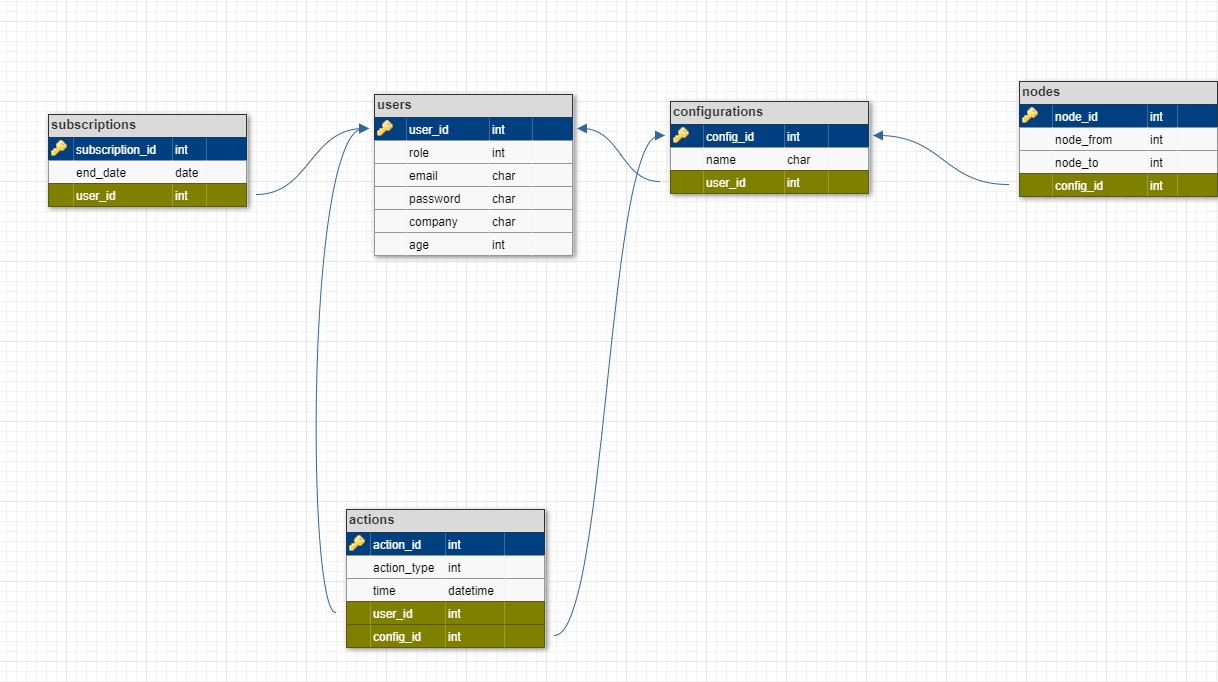 subscriptions
subscription_id int
end_date date
user_id int
users
user_id int
role int
email char
password char
company char
age int
configurations
config_id int
name char
user_id int
nodes
node_id int
node_from int
node_to int
config_id int
actions
action_id int
action_type int
time datetime
user_id int
config_id int